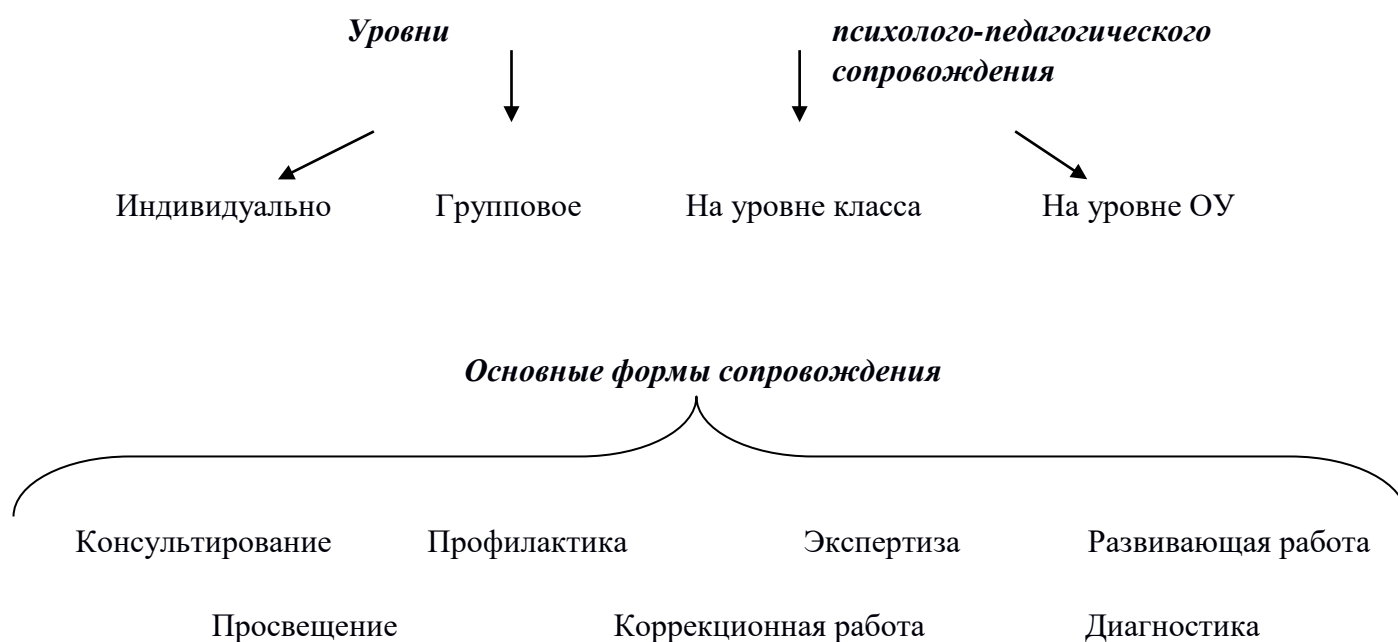 Уровни психолого-педагогического
сопровождения
Индивидуально Групповое На уровне класса На уровне ОУ
Основные формы сопровождения
Консультирование Профилактика Экспертиза Развивающая работа
Просвещение Коррекционная работа Диагностика